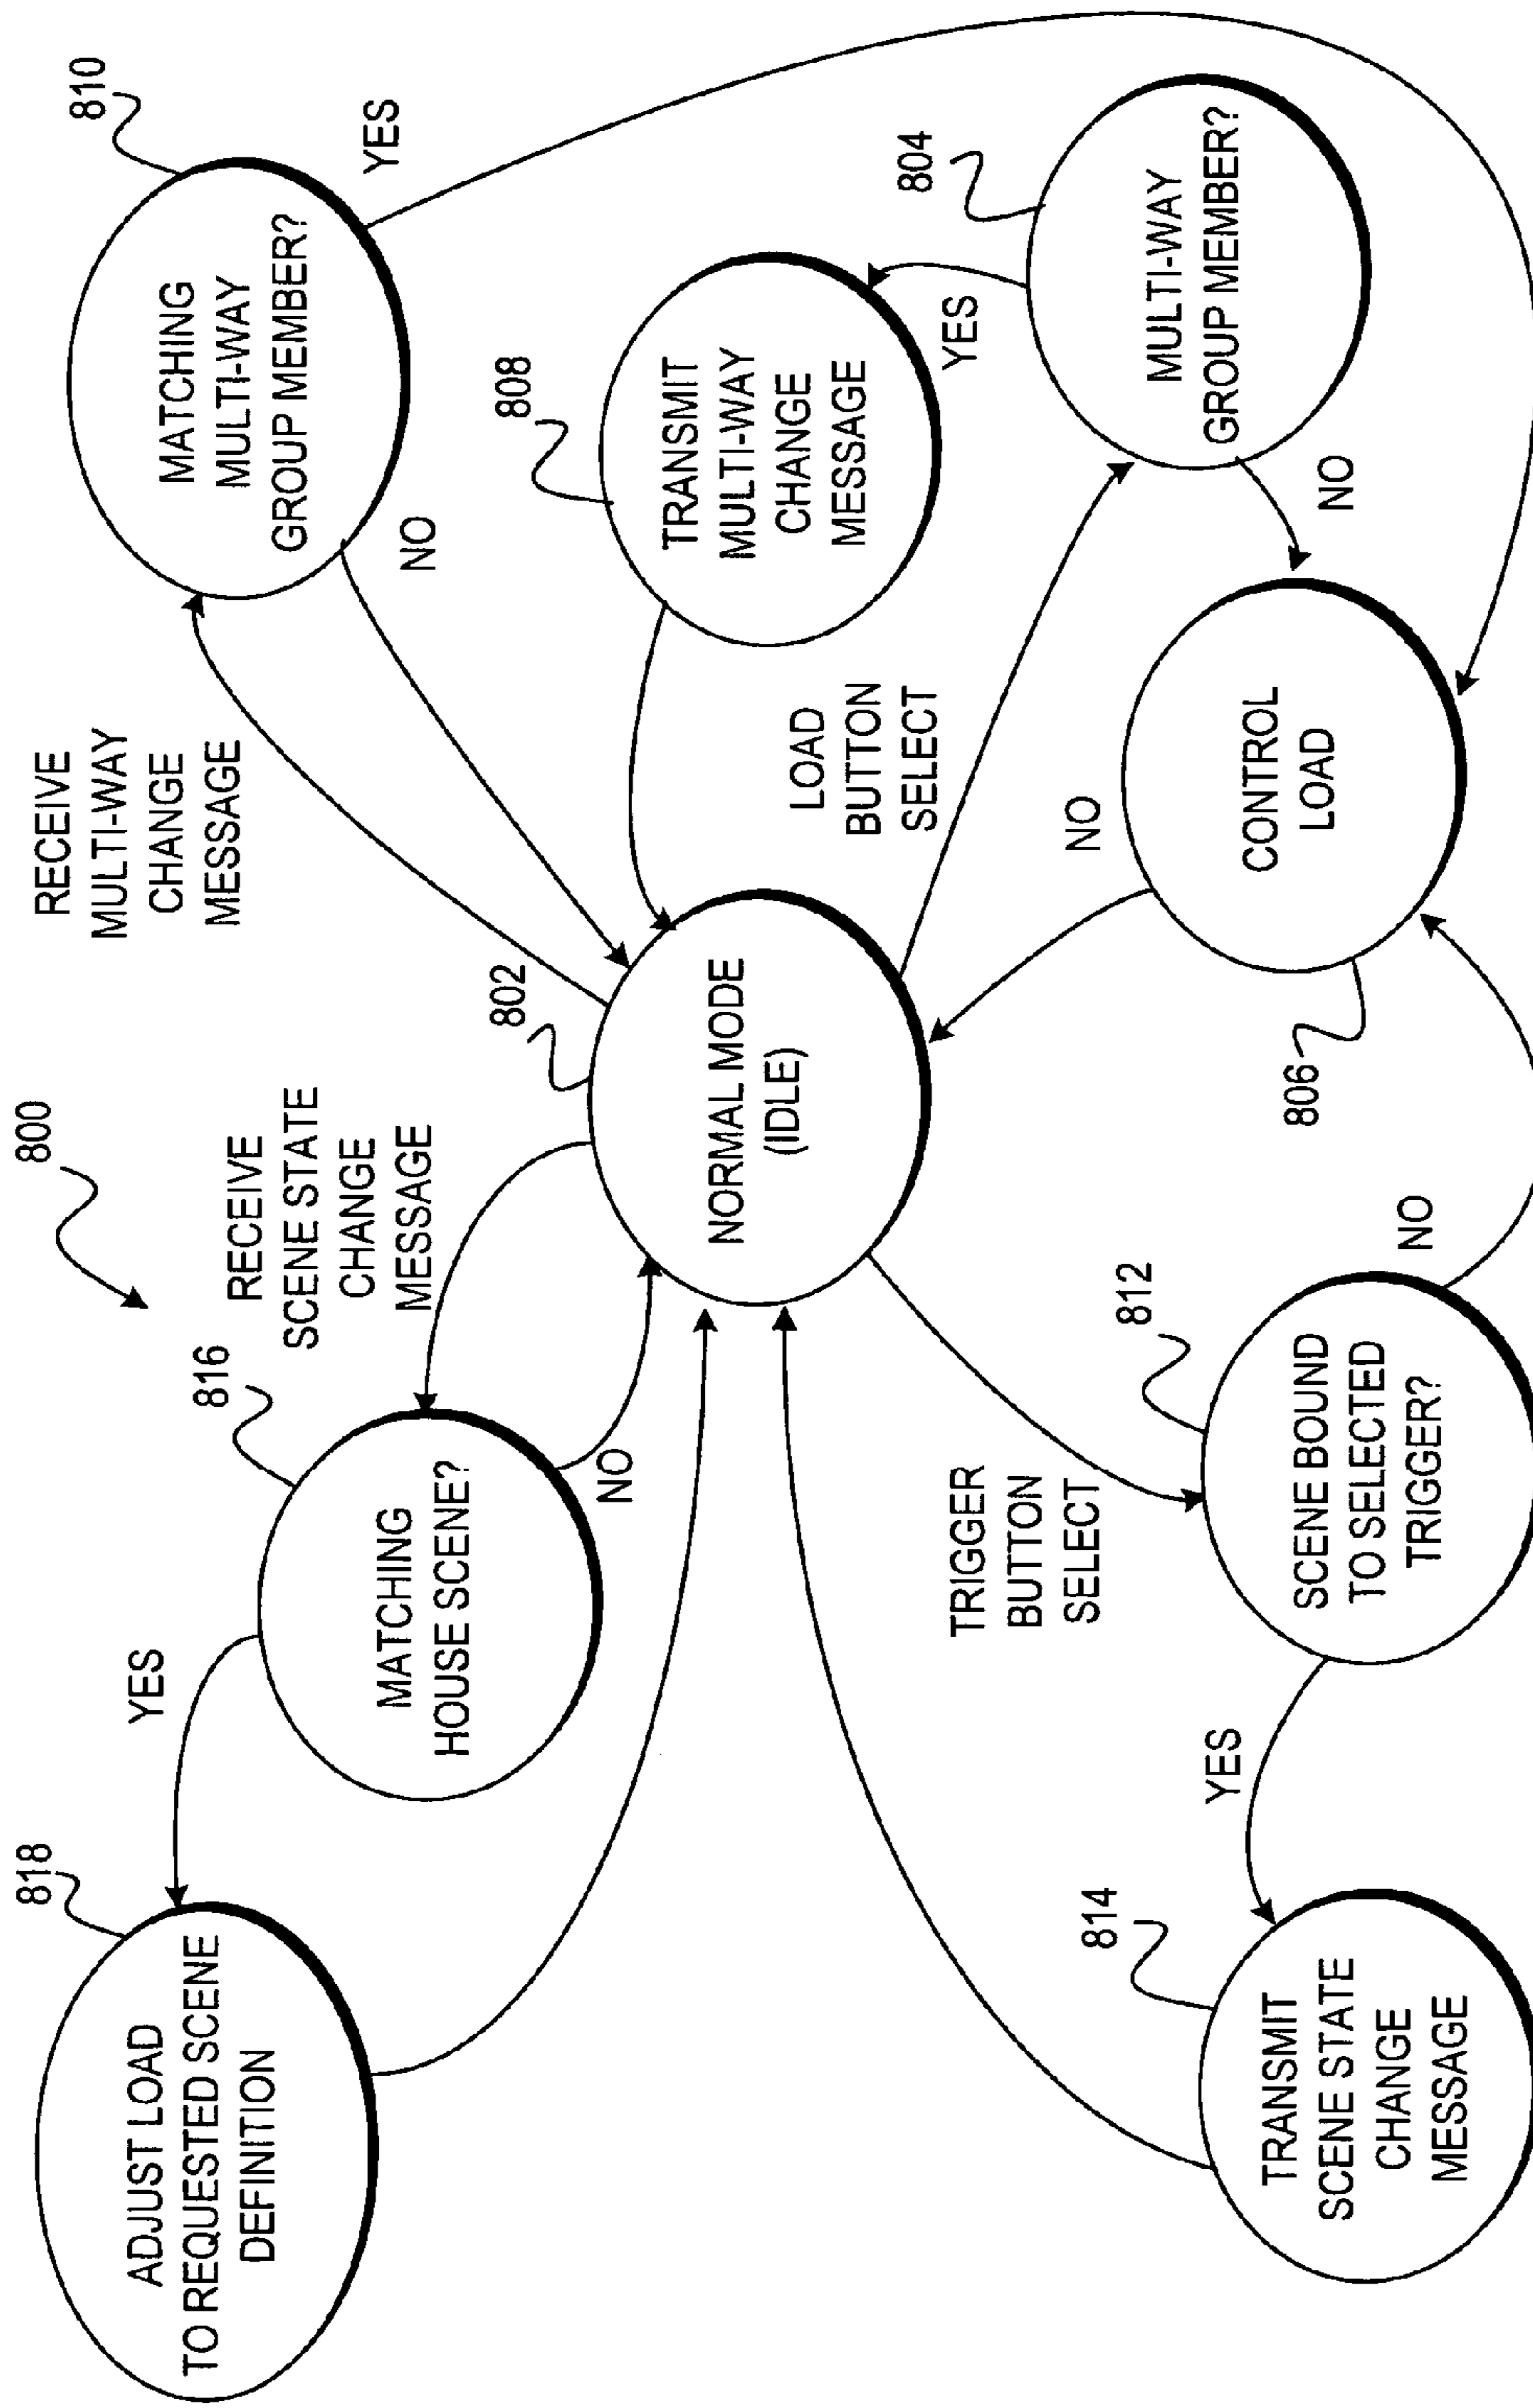 800
818
ADJUST LOAD
TO REQUESTED SCENE
DEFINITION
YES
816
MATCHING
HOUSE SCENE?
NO
RECEIVE
SCENE STATE
CHANGE
MESSAGE
RECEIVE
MULTI-WAY
CHANGE
MESSAGE
810
MATCHING
MULTI-WAY
GROUP MEMBER?
YES
NO
802
NORMAL MODE
(IDLE)
808
TRANSMIT
MULTI-WAY
CHANGE
MESSAGE
YES
804
MULTI-WAY
GROUP MEMBER?
NO
LOAD
BUTTON
SELECT
NO
CONTROL
LOAD
806
TRIGGER
BUTTON
SELECT
812
SCENE BOUND
TO SELECTED
TRIGGER?
NO
YES
814
TRANSMIT
SCENE STATE
CHANGE
MESSAGE